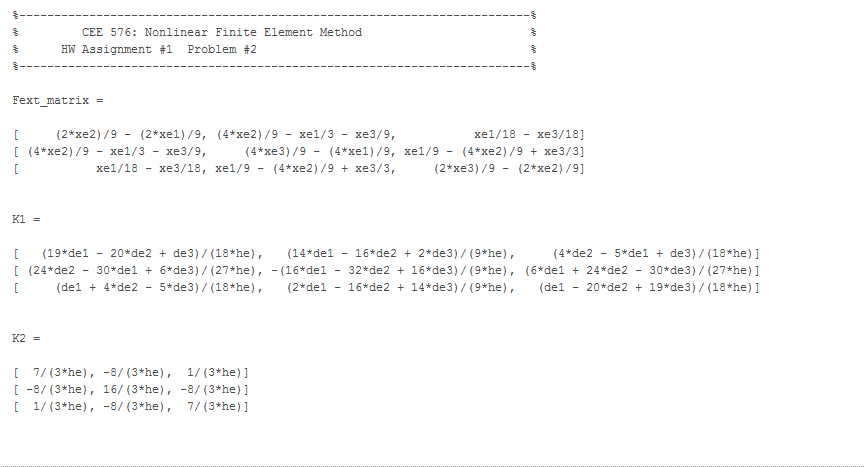 %-------------------------------------------------------------------------%
%         CEE 576: Nonlinear Finite Element Method                        %
%      HW Assignment #1  Problem #2                                       %
%-------------------------------------------------------------------------%
Fext_matrix =
[     (2*xe2)/9 - (2*xe1)/9, (4*xe2)/9 - xe1/3 - xe3/9,           xe1/18 - xe3/18]
[ (4*xe2)/9 - xe1/3 - xe3/9,     (4*xe3)/9 - (4*xe1)/9, xe1/9 - (4*xe2)/9 + xe3/3]
[           xe1/18 - xe3/18, xe1/9 - (4*xe2)/9 + xe3/3,     (2*xe3)/9 - (2*xe2)/9]
K1 =
[   (19*de1 - 20*de2 + de3)/(18*he),   (14*de1 - 16*de2 + 2*de3)/(9*he),     (4*de2 - 5*de1 + de3)/(18*he)]
[ (24*de2 - 30*de1 + 6*de3)/(27*he), -(16*de1 - 32*de2 + 16*de3)/(9*he), (6*de1 + 24*de2 - 30*de3)/(27*he)]
[     (de1 + 4*de2 - 5*de3)/(18*he),   (2*de1 - 16*de2 + 14*de3)/(9*he),   (de1 - 20*de2 + 19*de3)/(18*he)]
K2 =
[  7/(3*he), -8/(3*he),  1/(3*he)]
[ -8/(3*he), 16/(3*he), -8/(3*he)]
[  1/(3*he), -8/(3*he),  7/(3*he)]